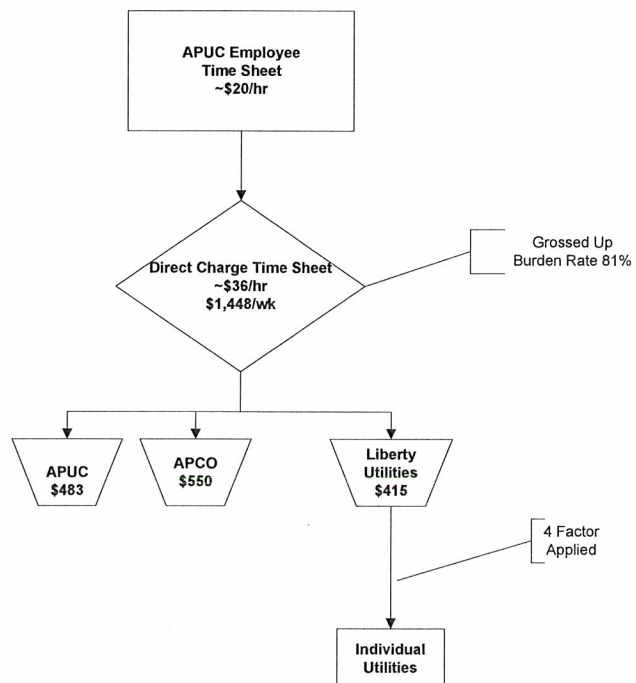 APUC Employee
Time Sheet
~$20/hr
Direct Charge Time Sheet
~$36/hr
$1,448/wk
Grossed Up
Burden Rate 81%
APUC
$483
APCO
$550
Liberty
Utilities
$415
4 Factor
Applied
Individual
Utilities